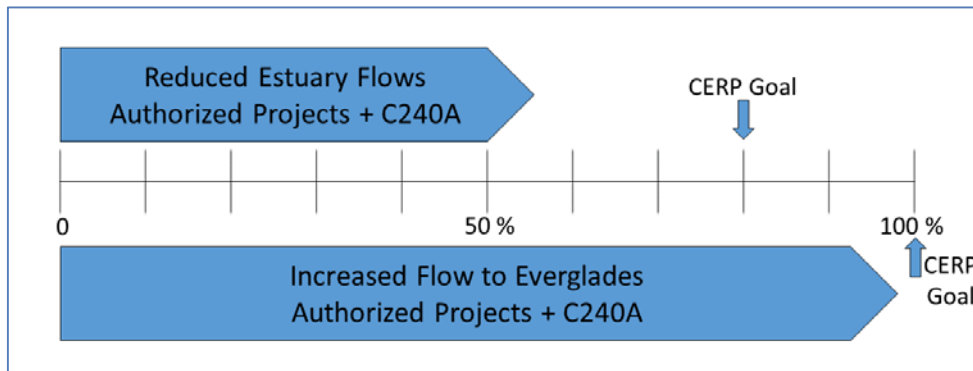 Reduced Estuary Flows
Authorized Projects + C240A
CERP Goal
0
50 %
100 %
Increased Flow to Everglades
Authorized Projects + C240A
CERP
Goal